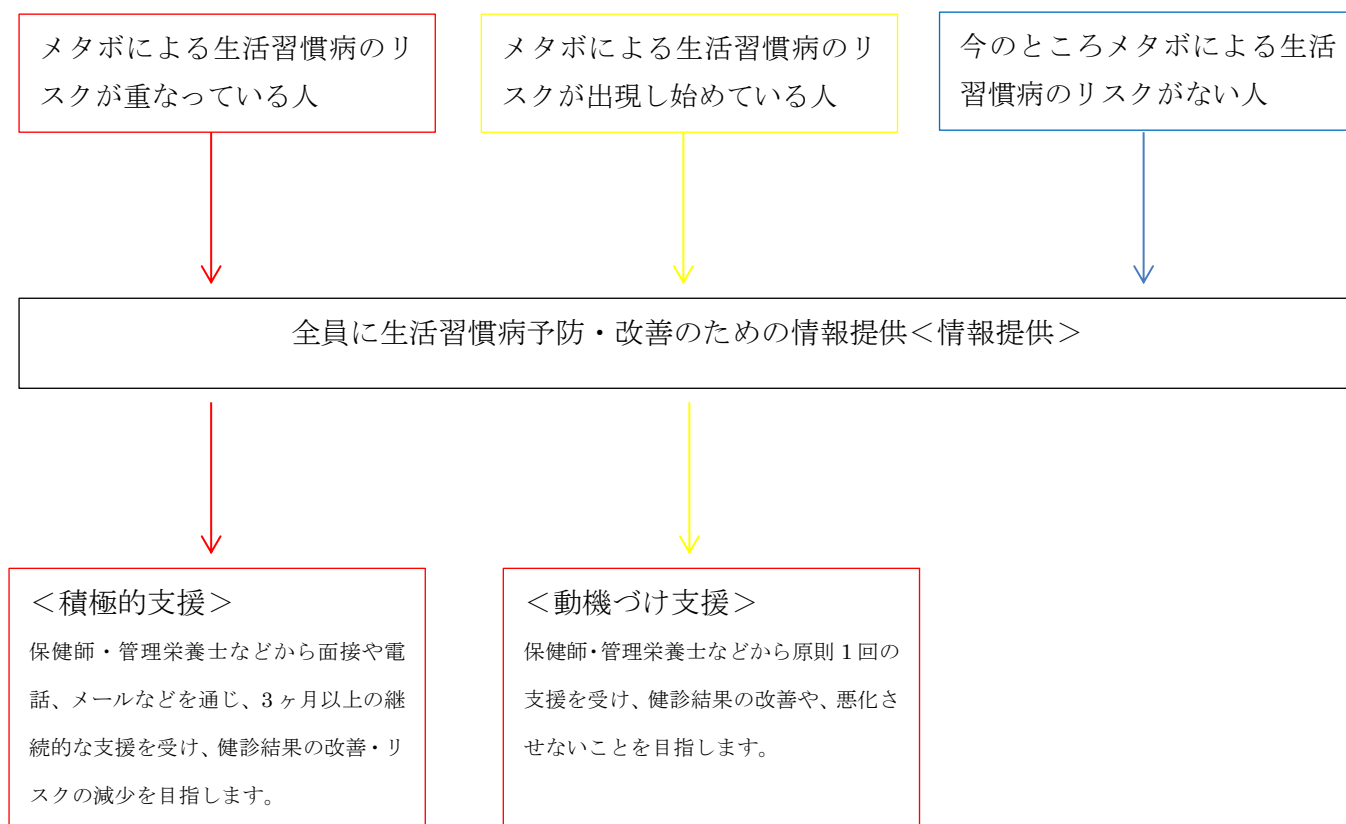 メタボによる生活習慣病のリ
スクが重なっている人
メタボによる生活習慣病のリ
スクが出現し始めている人
今のところメタボによる生活
習慣病のリスクがない人
全員に生活習慣病予防・改善のための情報提供＜情報提供＞
＜積極的支援＞
保健師・管理栄養士などから面接や電
話、メールなどを通じ、3ヶ月以上の継
続的な支援を受け、健診結果の改善・リ
スクの減少を目指します。
＜動機づけ支援＞
保健師・管理栄養士などから原則1回の
支援を受け、健診結果の改善や、悪化さ
せないことを目指します。